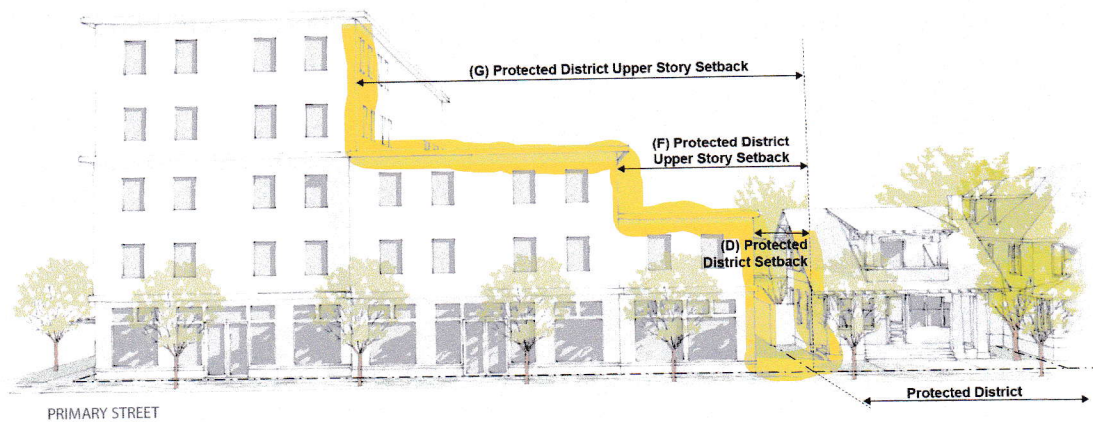 (G) Protected District Upper Story Setback
(F) Protected District
Upper Story Setback
(D) Protected
District Setback
Protected District
PRIMARY STREET